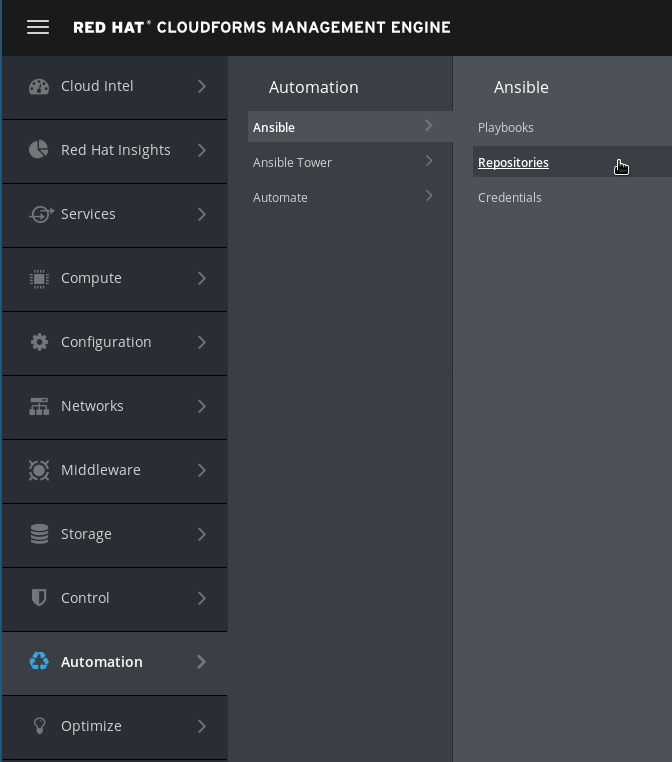 RED HAT® CLOUDFORMS MANAGEMENT ENGINE
Cloud Intel
Red Hat Insights
Services
Compute
Configuration
Networks
Middleware
Storage
Control
Automation
Optimize
Automation
Ansible
Ansible Tower
Automate
Ansible
Playbooks
Repositories
Credentials